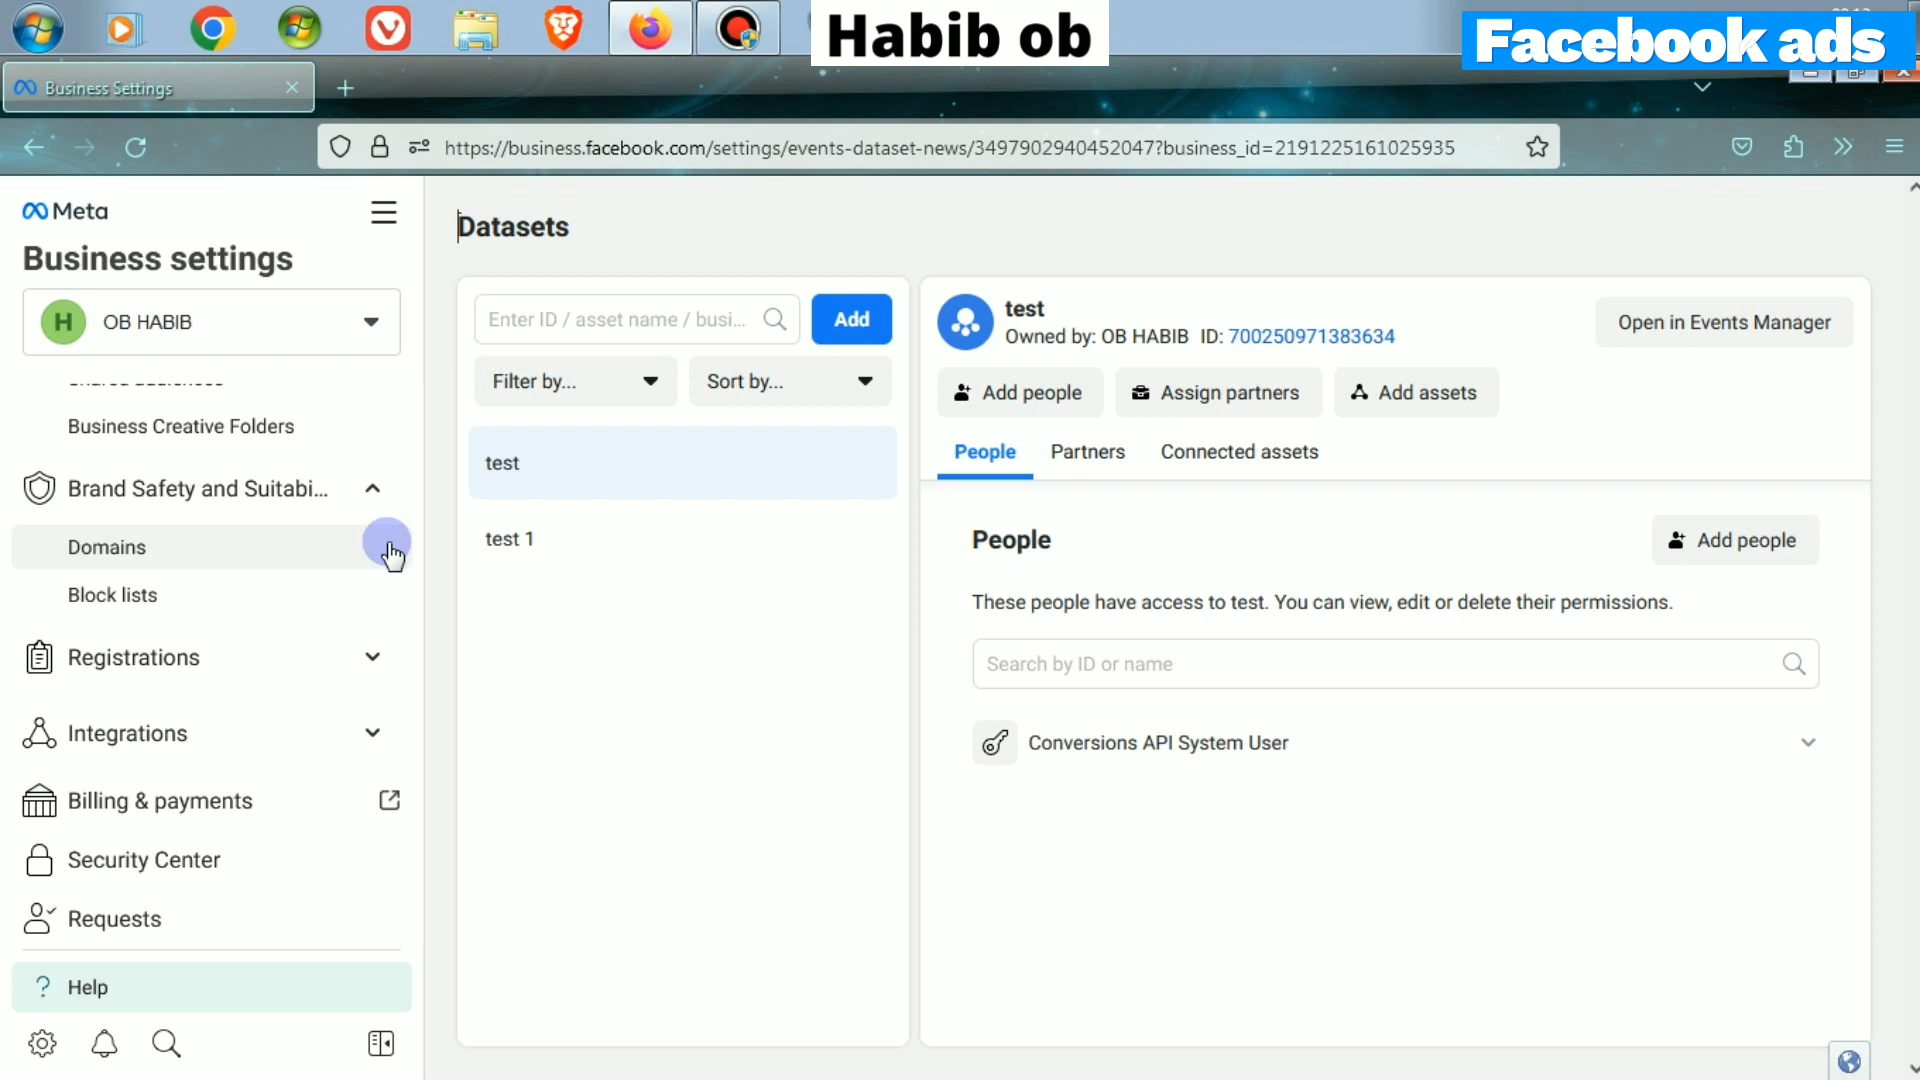 Habib ob
Facebook ads
Business Settings
https://business.facebook.com/settings/events-dataset-news/3497902940452047?business_id=2191225161025935
Meta
Business settings
H
OB HABIB
Business Creative Folders
Brand Safety and Suitabi...
Domains
Block lists
Registrations
Integrations
Billing & payments
Security Center
Requests
? Help
Datasets
Enter ID / asset name / busi...
Add
Filter by...
Sort by...
test
test 1
test
Owned by: OB HABIB ID: 700250971383634
Open in Events Manager
Add people
Assign partners
Add assets
People
Partners
Connected assets
People
Add people
These people have access to test. You can view, edit or delete their permissions.
Search by ID or name
Conversions API System User